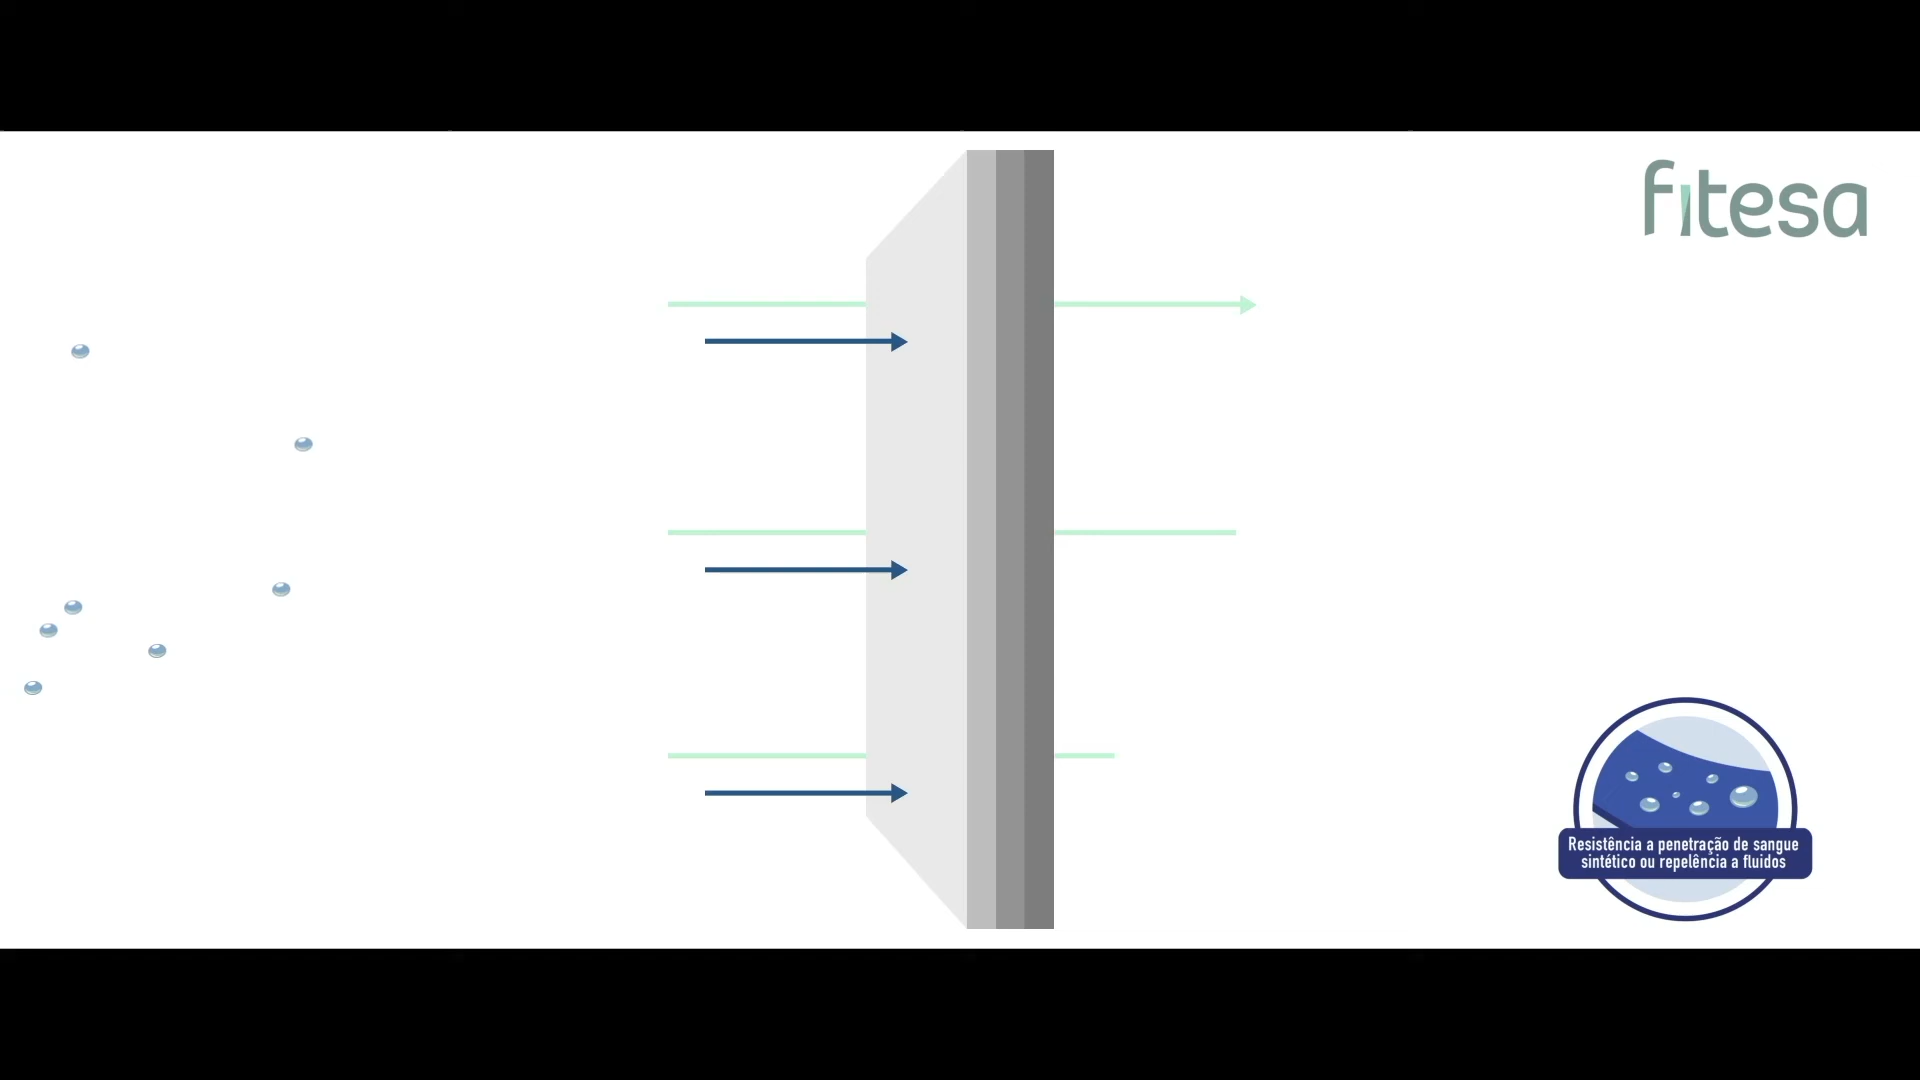 fitesa
Resistência a penetração de sangue
sintético ou repelência a fluidos